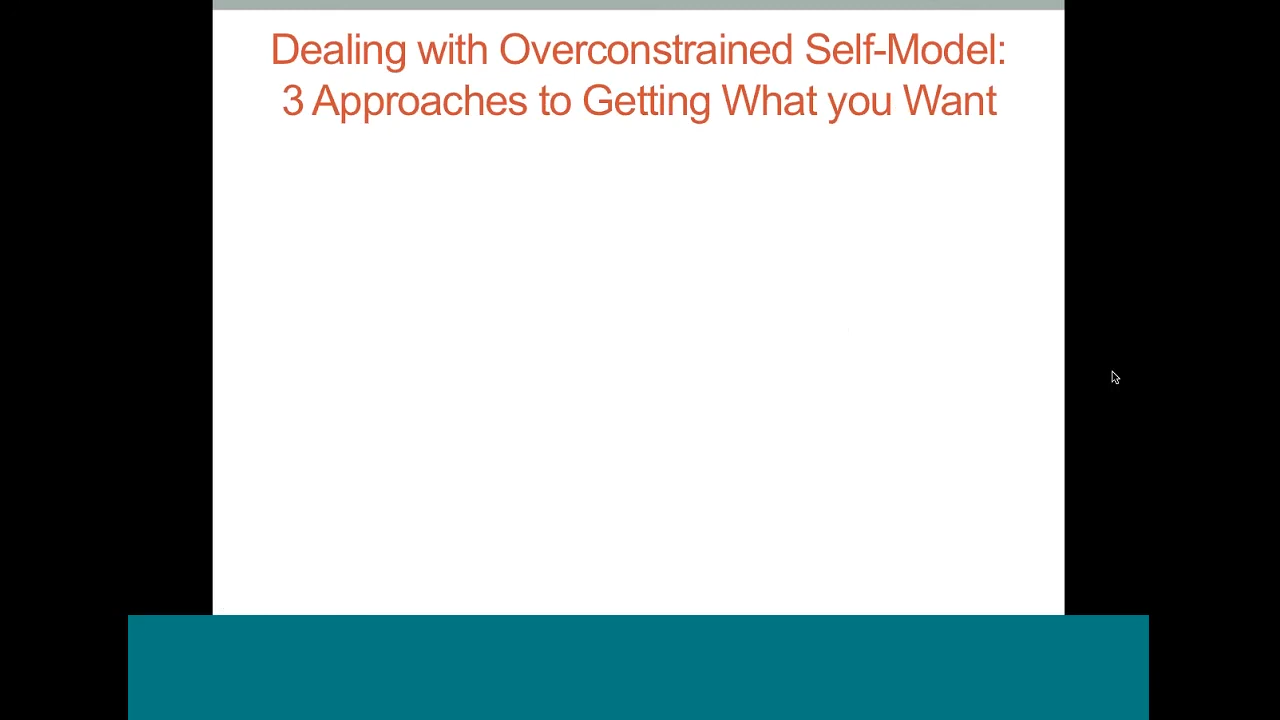 Dealing with Overconstrained Self-Model:
3 Approaches to Getting What you Want